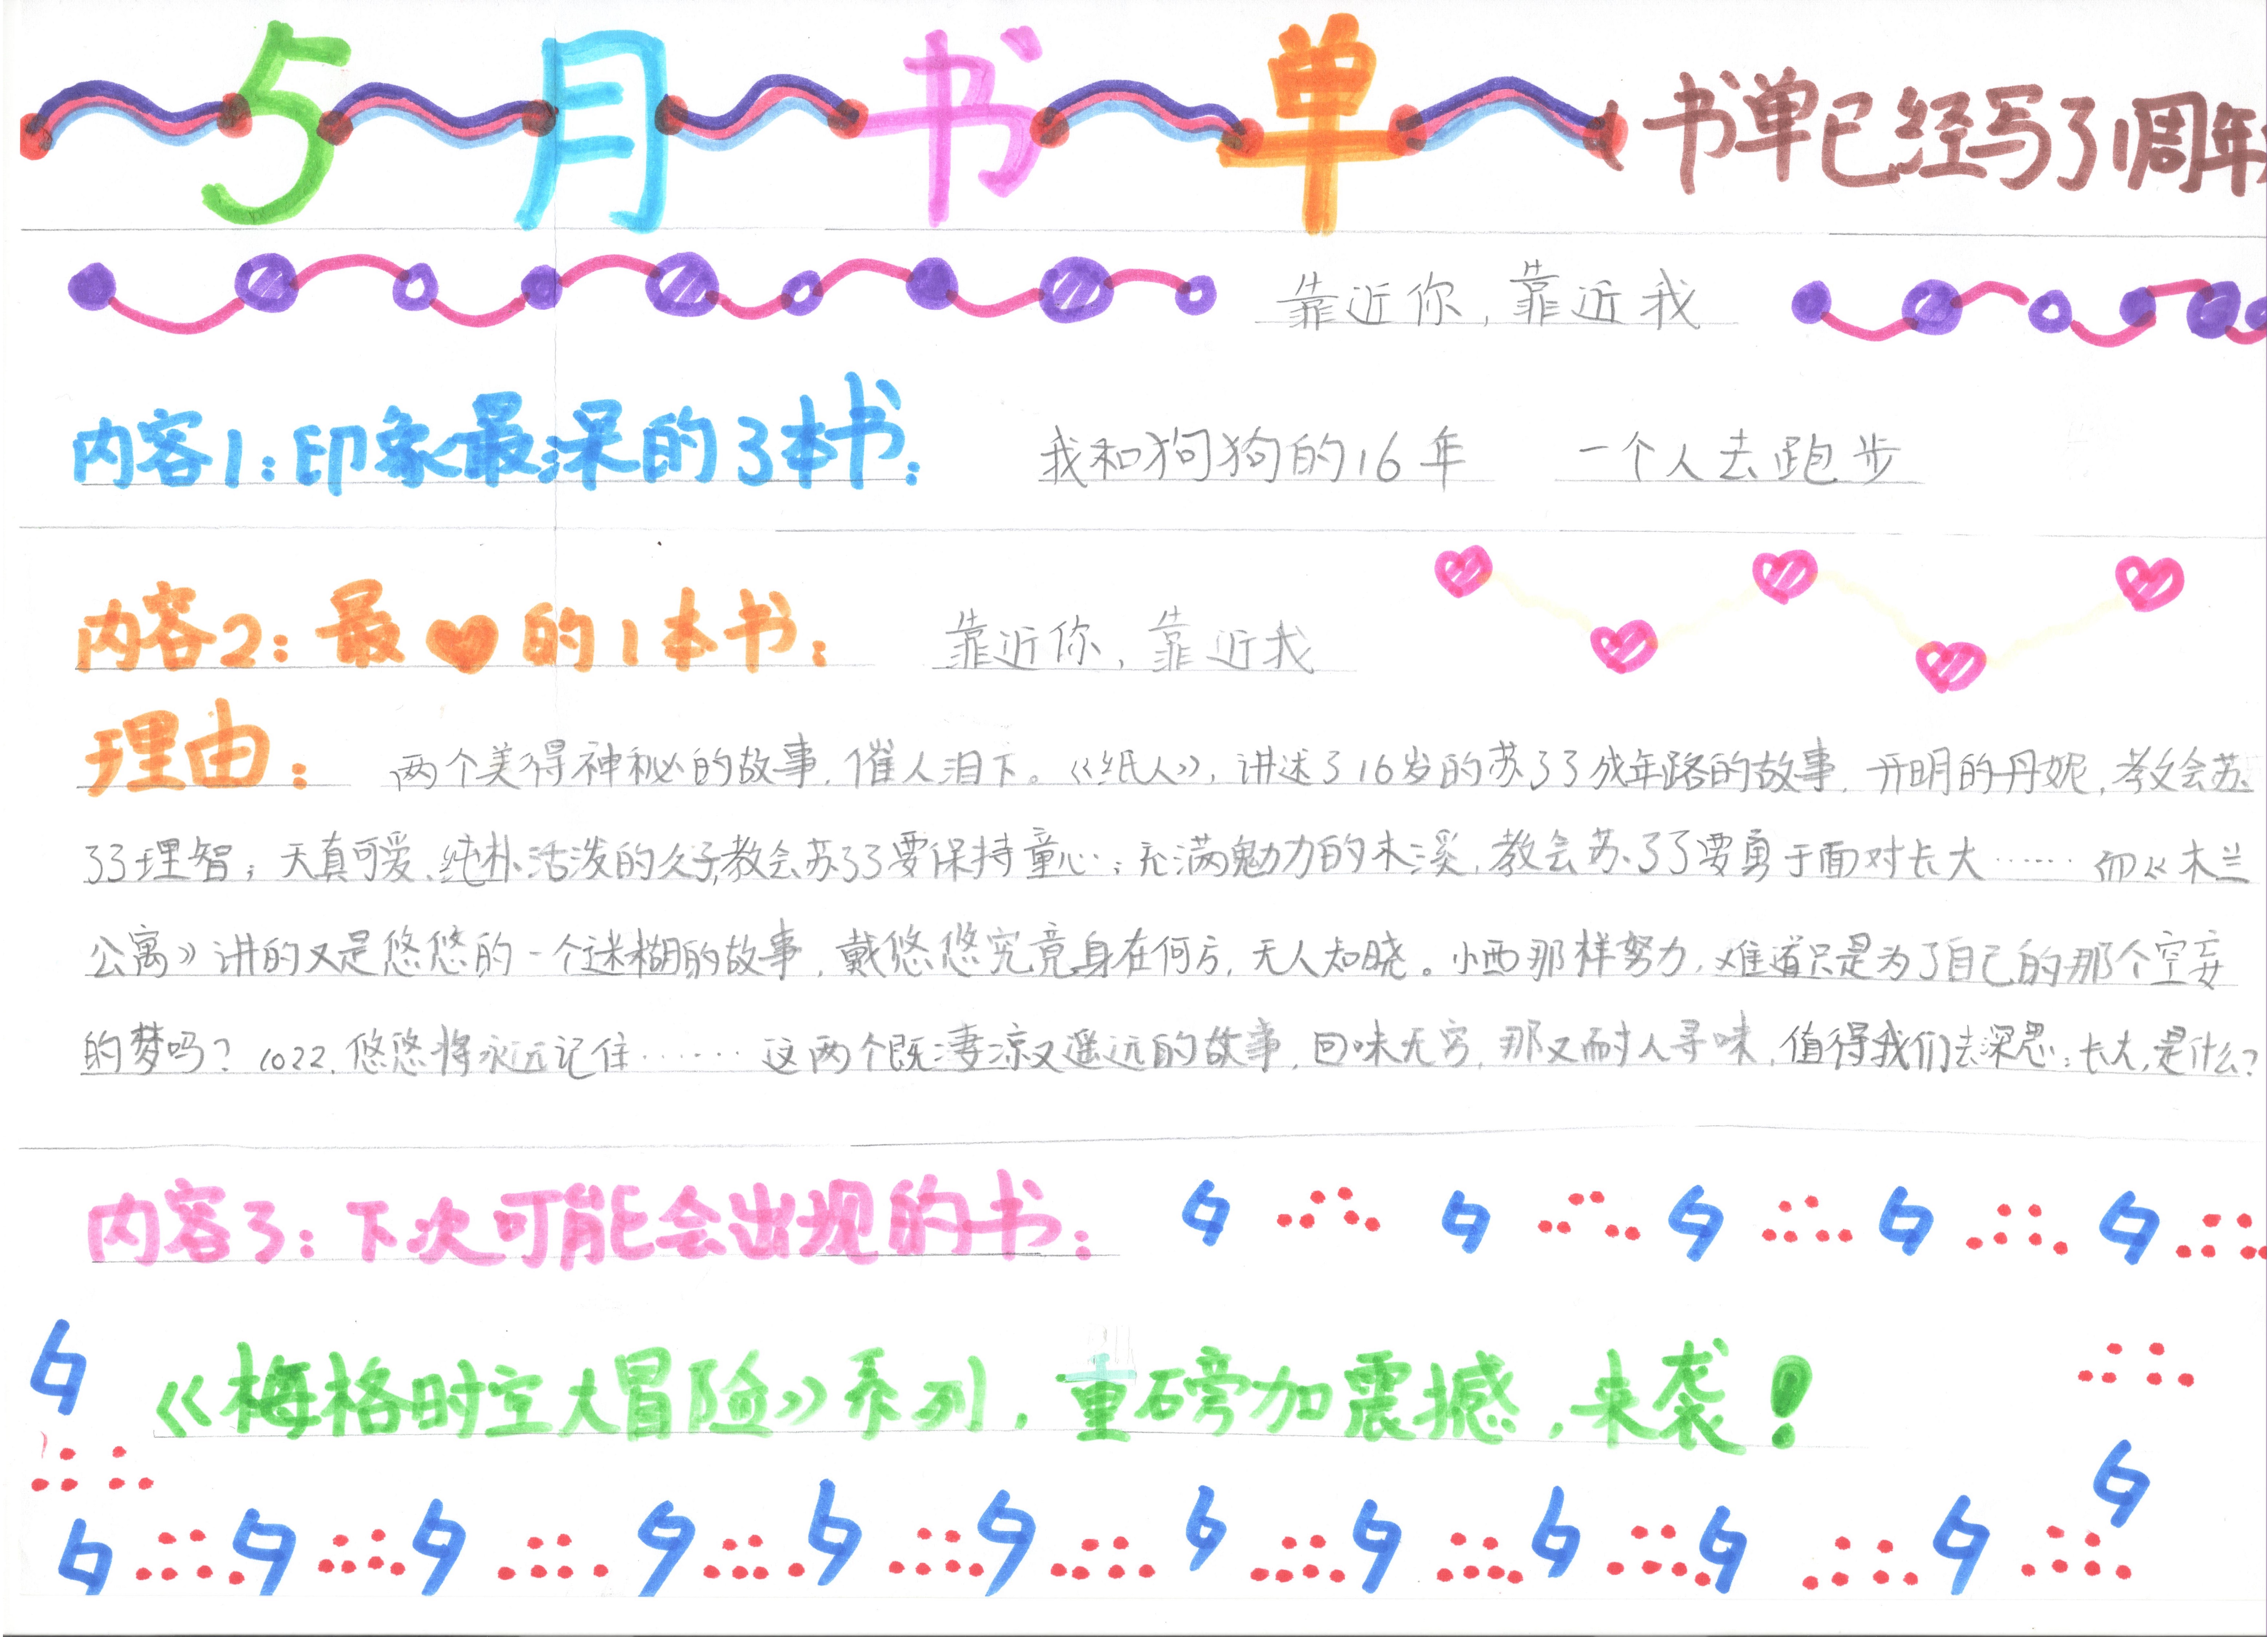 5月书单 书单已经写了1周年
靠近你，靠近我
内容1：印象最深的3本书： 我和狗狗的16年 一个人去跑步
内容2：最♥的1本书： 靠近你，靠近我
理由： 两个美得神秘的故事，催人泪下。《纸人》，讲述了16岁的苏了了成年路的故事，开明的丹妮，教会苏
了了理智；天真可爱、纯朴活泼的久子，教会苏了了要保持童心；充满魅力的木溪，教会苏了了要勇于面对长大……而《木兰
公寓》讲的又是悠悠的一个迷糊的故事，戴悠悠究竟身在何方，无人知晓。小西那样努力，难道只是为了自己的那个空妄
的梦吗？1022，悠悠将永远记住……这两个既凄凉又遥远的故事，回味无穷，那又耐人寻味，值得我们去深思：长大，是什么？
内容3：下次可能会出现的书：
《梅格时空大冒险》系列，重磅加震撼，来袭！